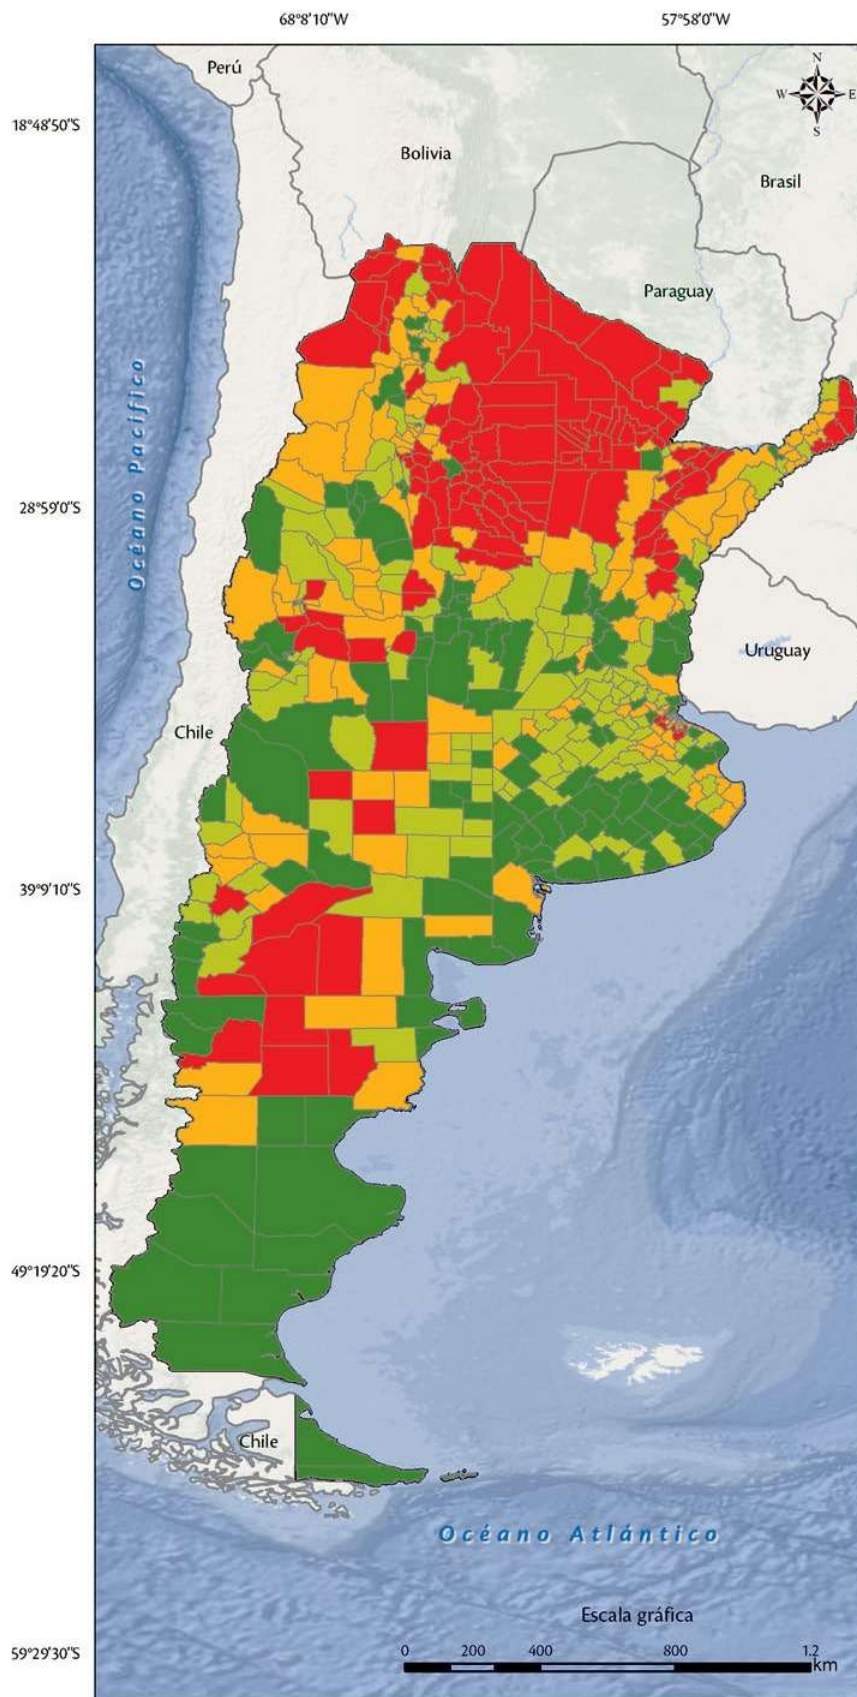 68°8'10"W 57°58'0"W
Perú
N
W E
S
18°48'50"S
Bolivia
Brasil
Paraguay
Océano Pacífico
28°59'0"S
Uruguay
Chile
39°9'10"S
49°19'20"S
Chile
Océano Atlántico
Escala gráfica
59°29'30"S
0 200 400 800 1.2
km